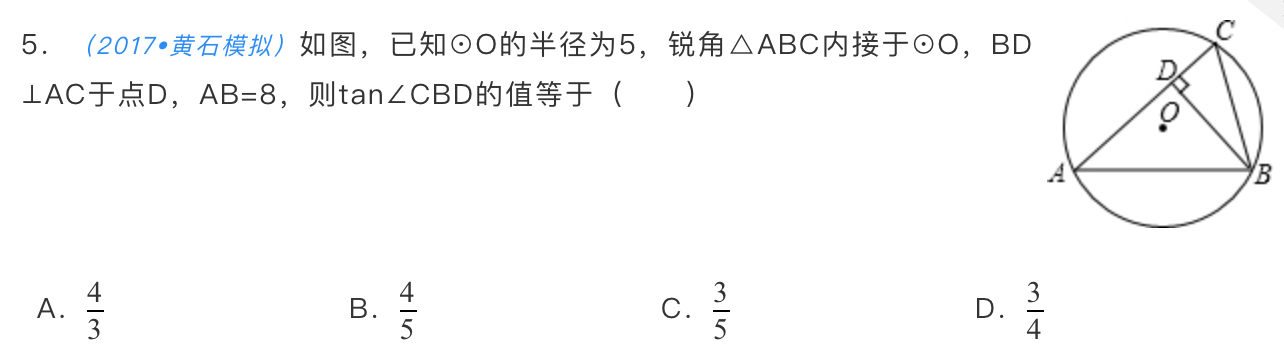 5. （2017•黄石模拟）如图，已知⊙O的半径为5，锐角△ABC内接于⊙O，BD
⊥AC于点D，AB=8，则tan∠CBD的值等于（　　）
C
D
O
A
B
A. 4/3
B. 4/5
C. 3/5
D. 3/4